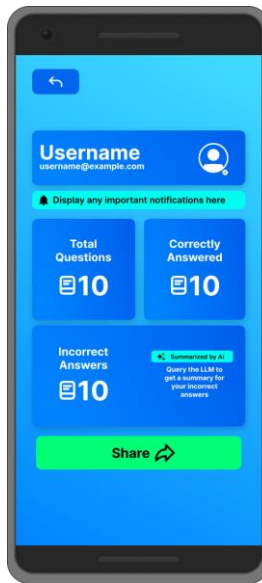 Username
username@example.com
Display any important notifications here
Total
Questions
10
Correctly
Answered
10
Incorrect
Answers
10
Summarized by AI
Query the LLM to
get a summary for
your incorrect
answers
Share